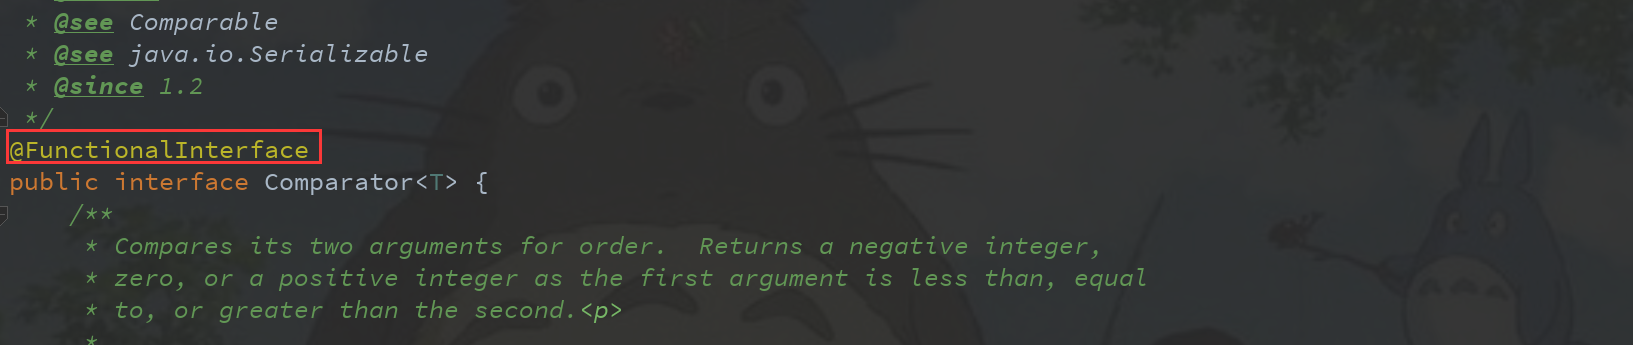 * @see Comparable
* @see java.io.Serializable
* @since 1.2
*/
@FunctionalInterface
public interface Comparator<T> {
/**
* Compares its two arguments for order.  Returns a negative integer,
* zero, or a positive integer as the first argument is less than, equal
* to, or greater than the second.<p>
*